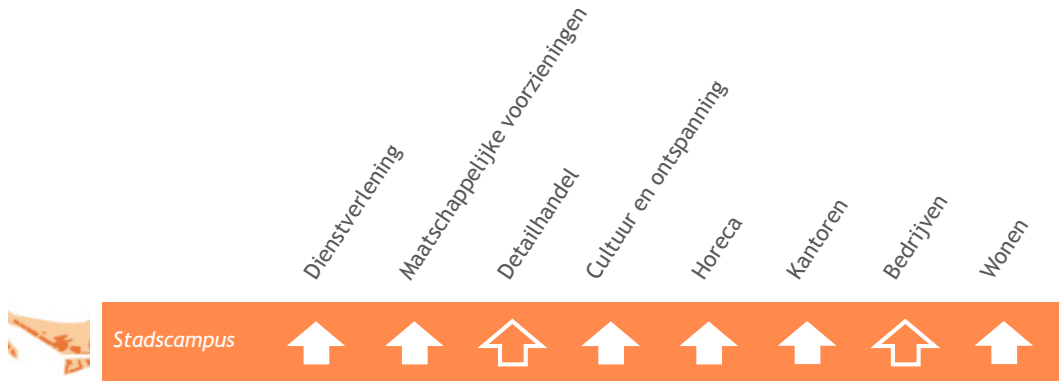 Dienstverlening
Maatschappelijke voorzieningen
Detailhandel
Cultuur en ontspanning
Horeca
Kantoren
Bedrijven
Wonen
Stadscampus